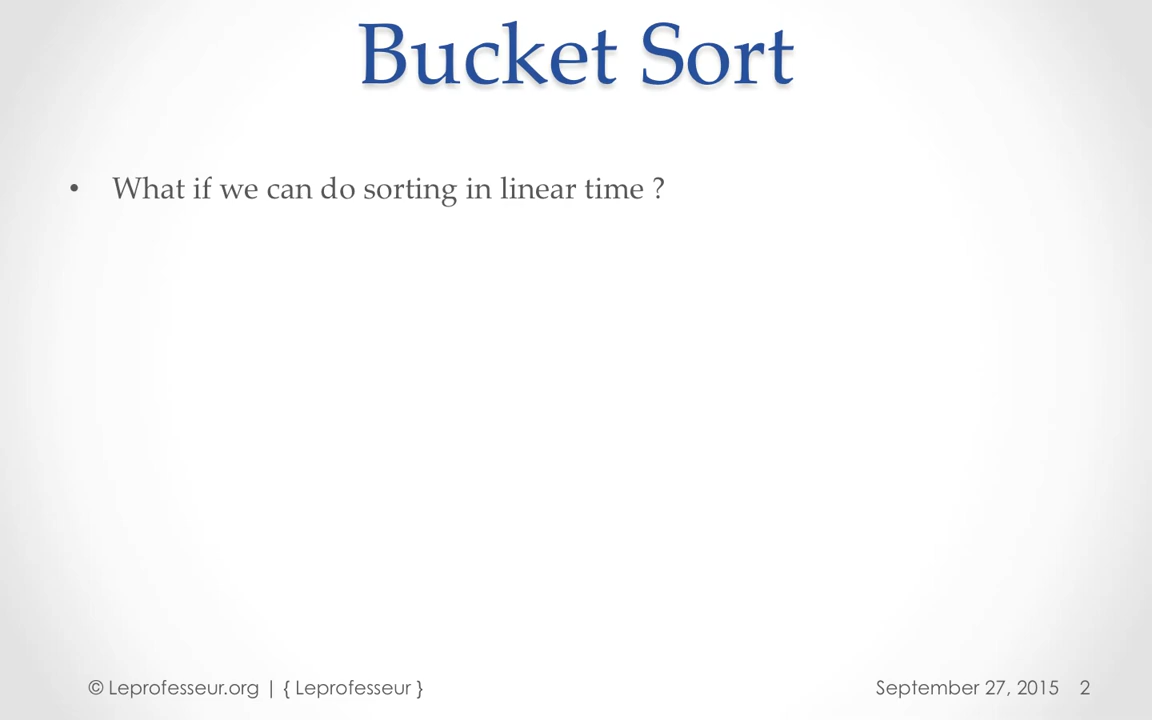 Bucket Sort
• What if we can do sorting in linear time ?
© Leprofesseur.org | { Leprofesseur }
September 27, 2015 2